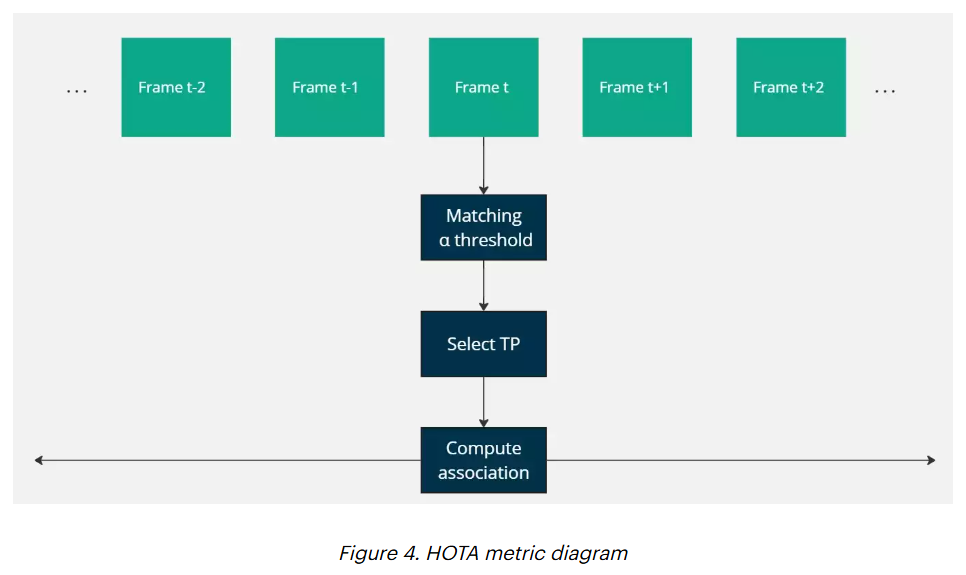 ... Frame t-2 Frame t-1 Frame t Frame t+1 Frame t+2 ...
Matching
α threshold
Select TP
Compute
association
Figure 4. HOTA metric diagram